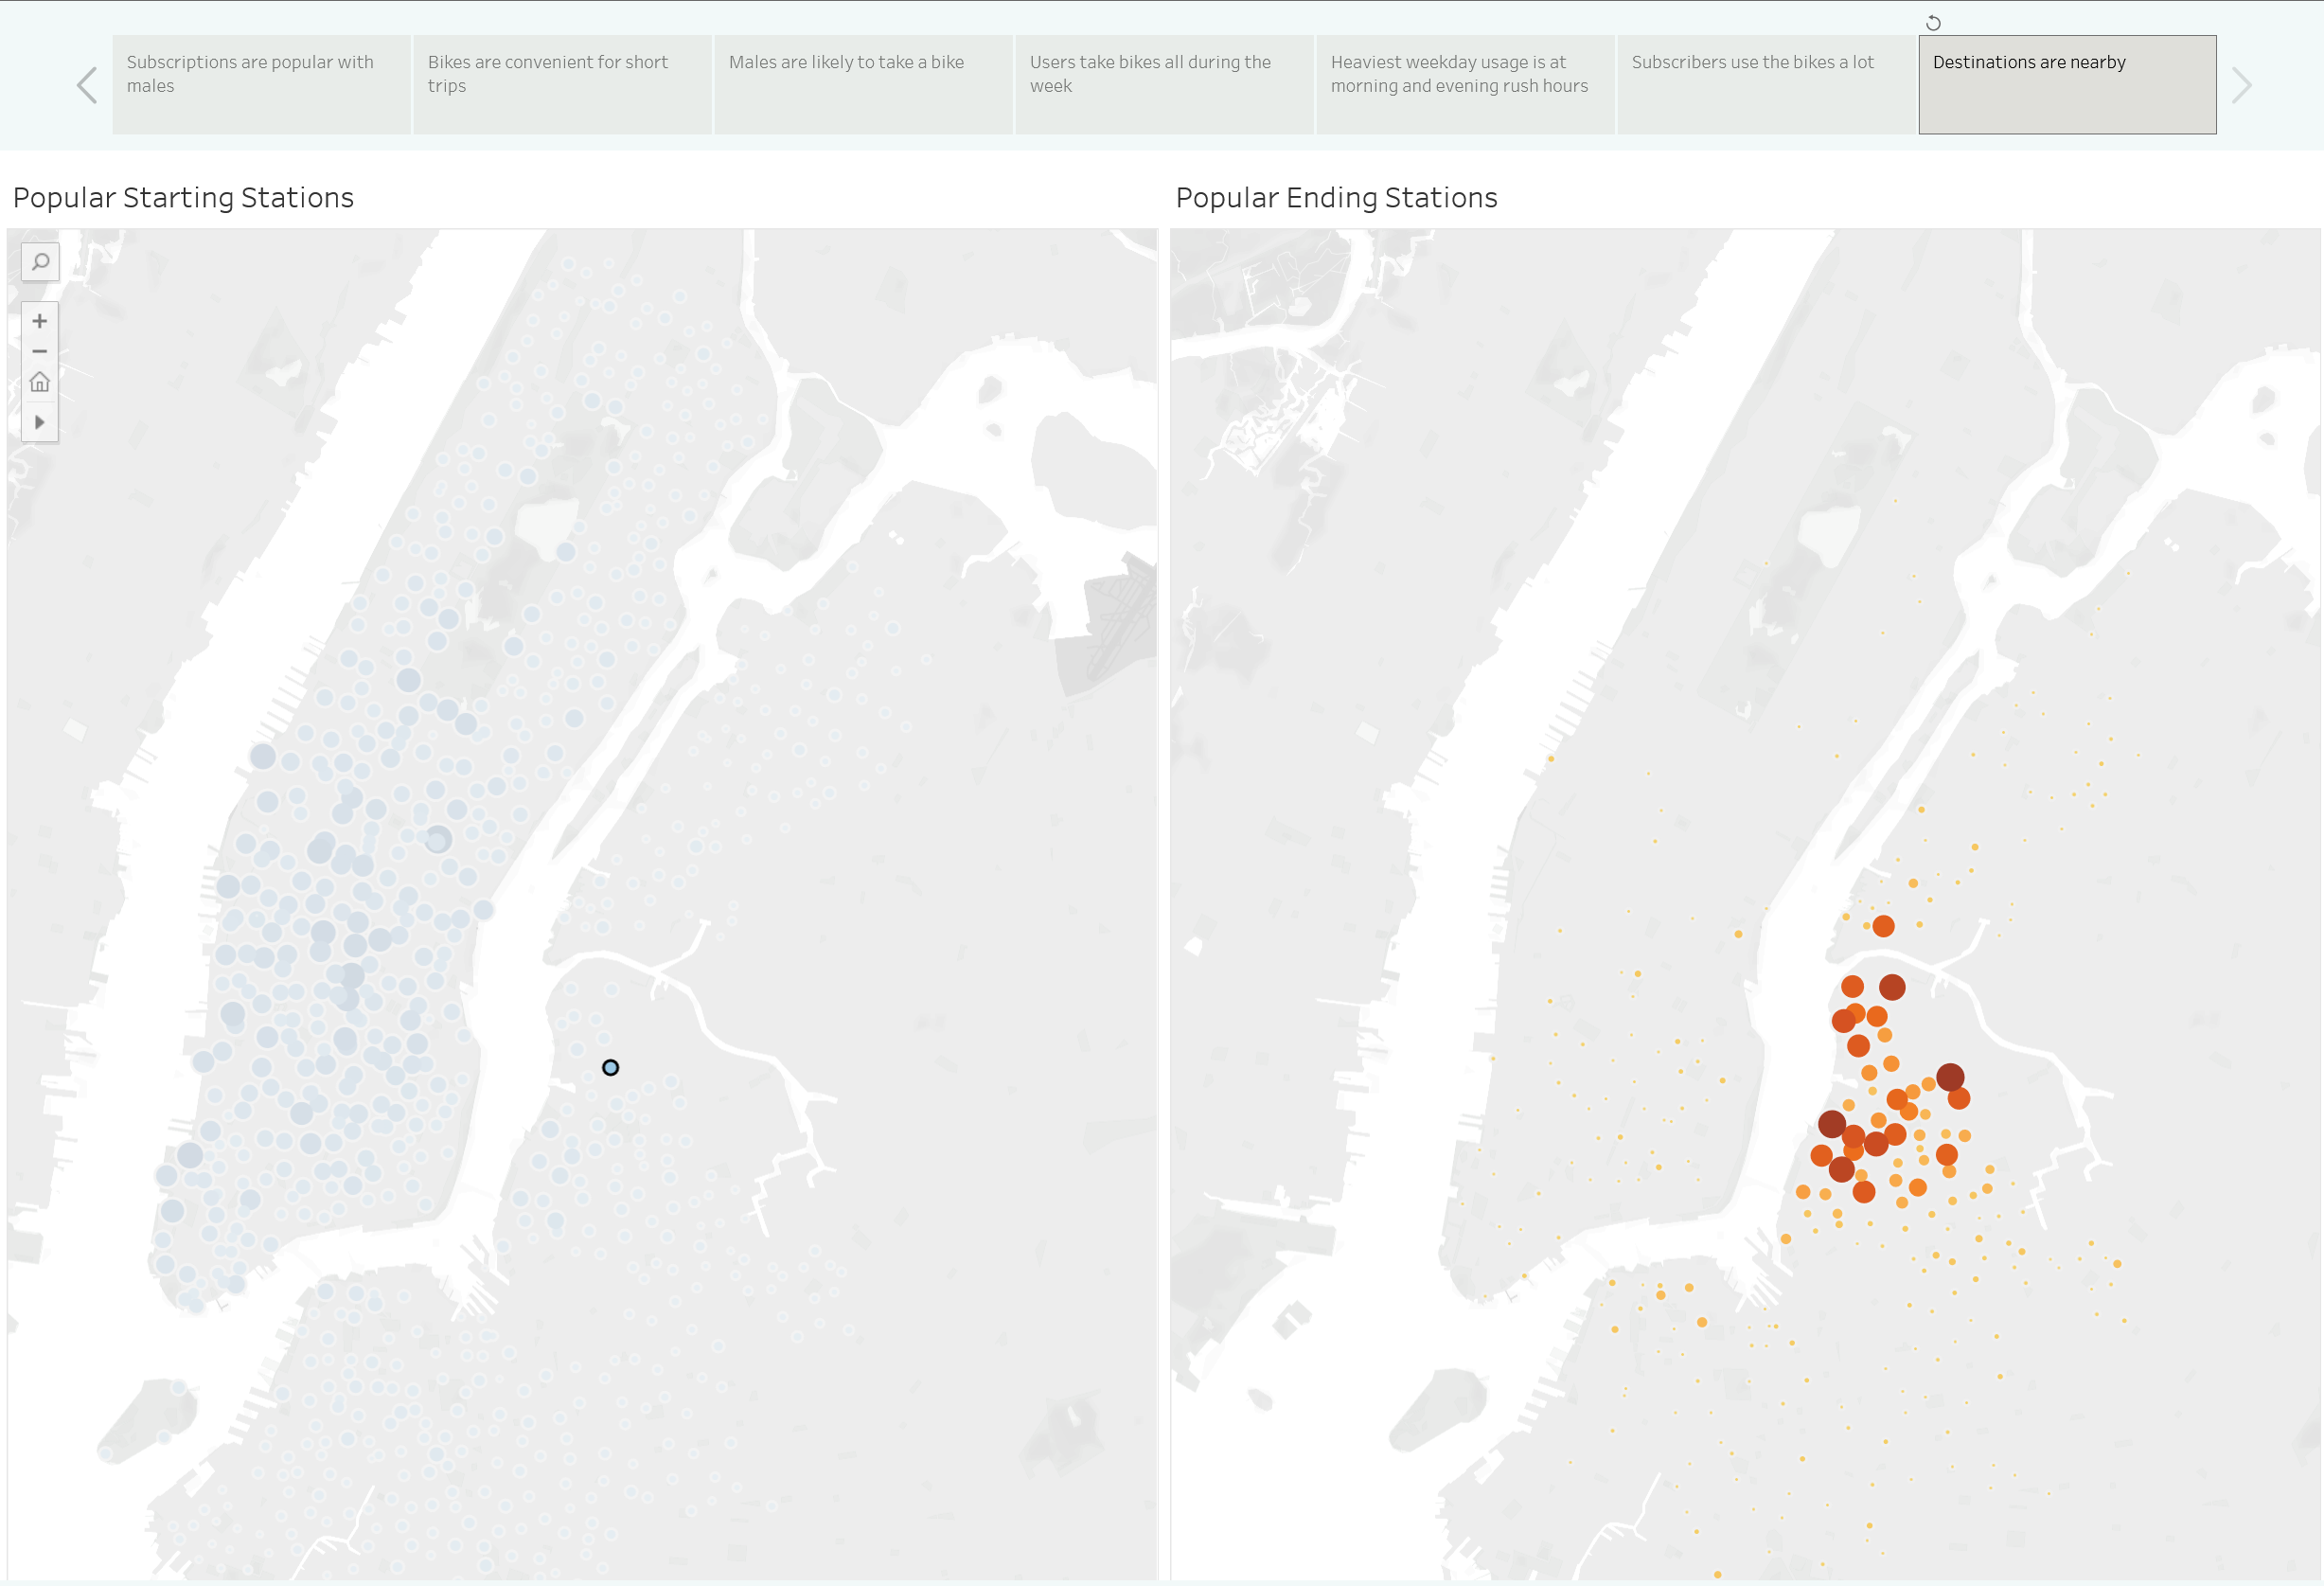 Subscriptions are popular with
males
Bikes are convenient for short
trips
Males are likely to take a bike
Users take bikes all during the
week
Heaviest weekday usage is at
morning and evening rush hours
Subscribers use the bikes a lot
Destinations are nearby
Popular Starting Stations
Popular Ending Stations